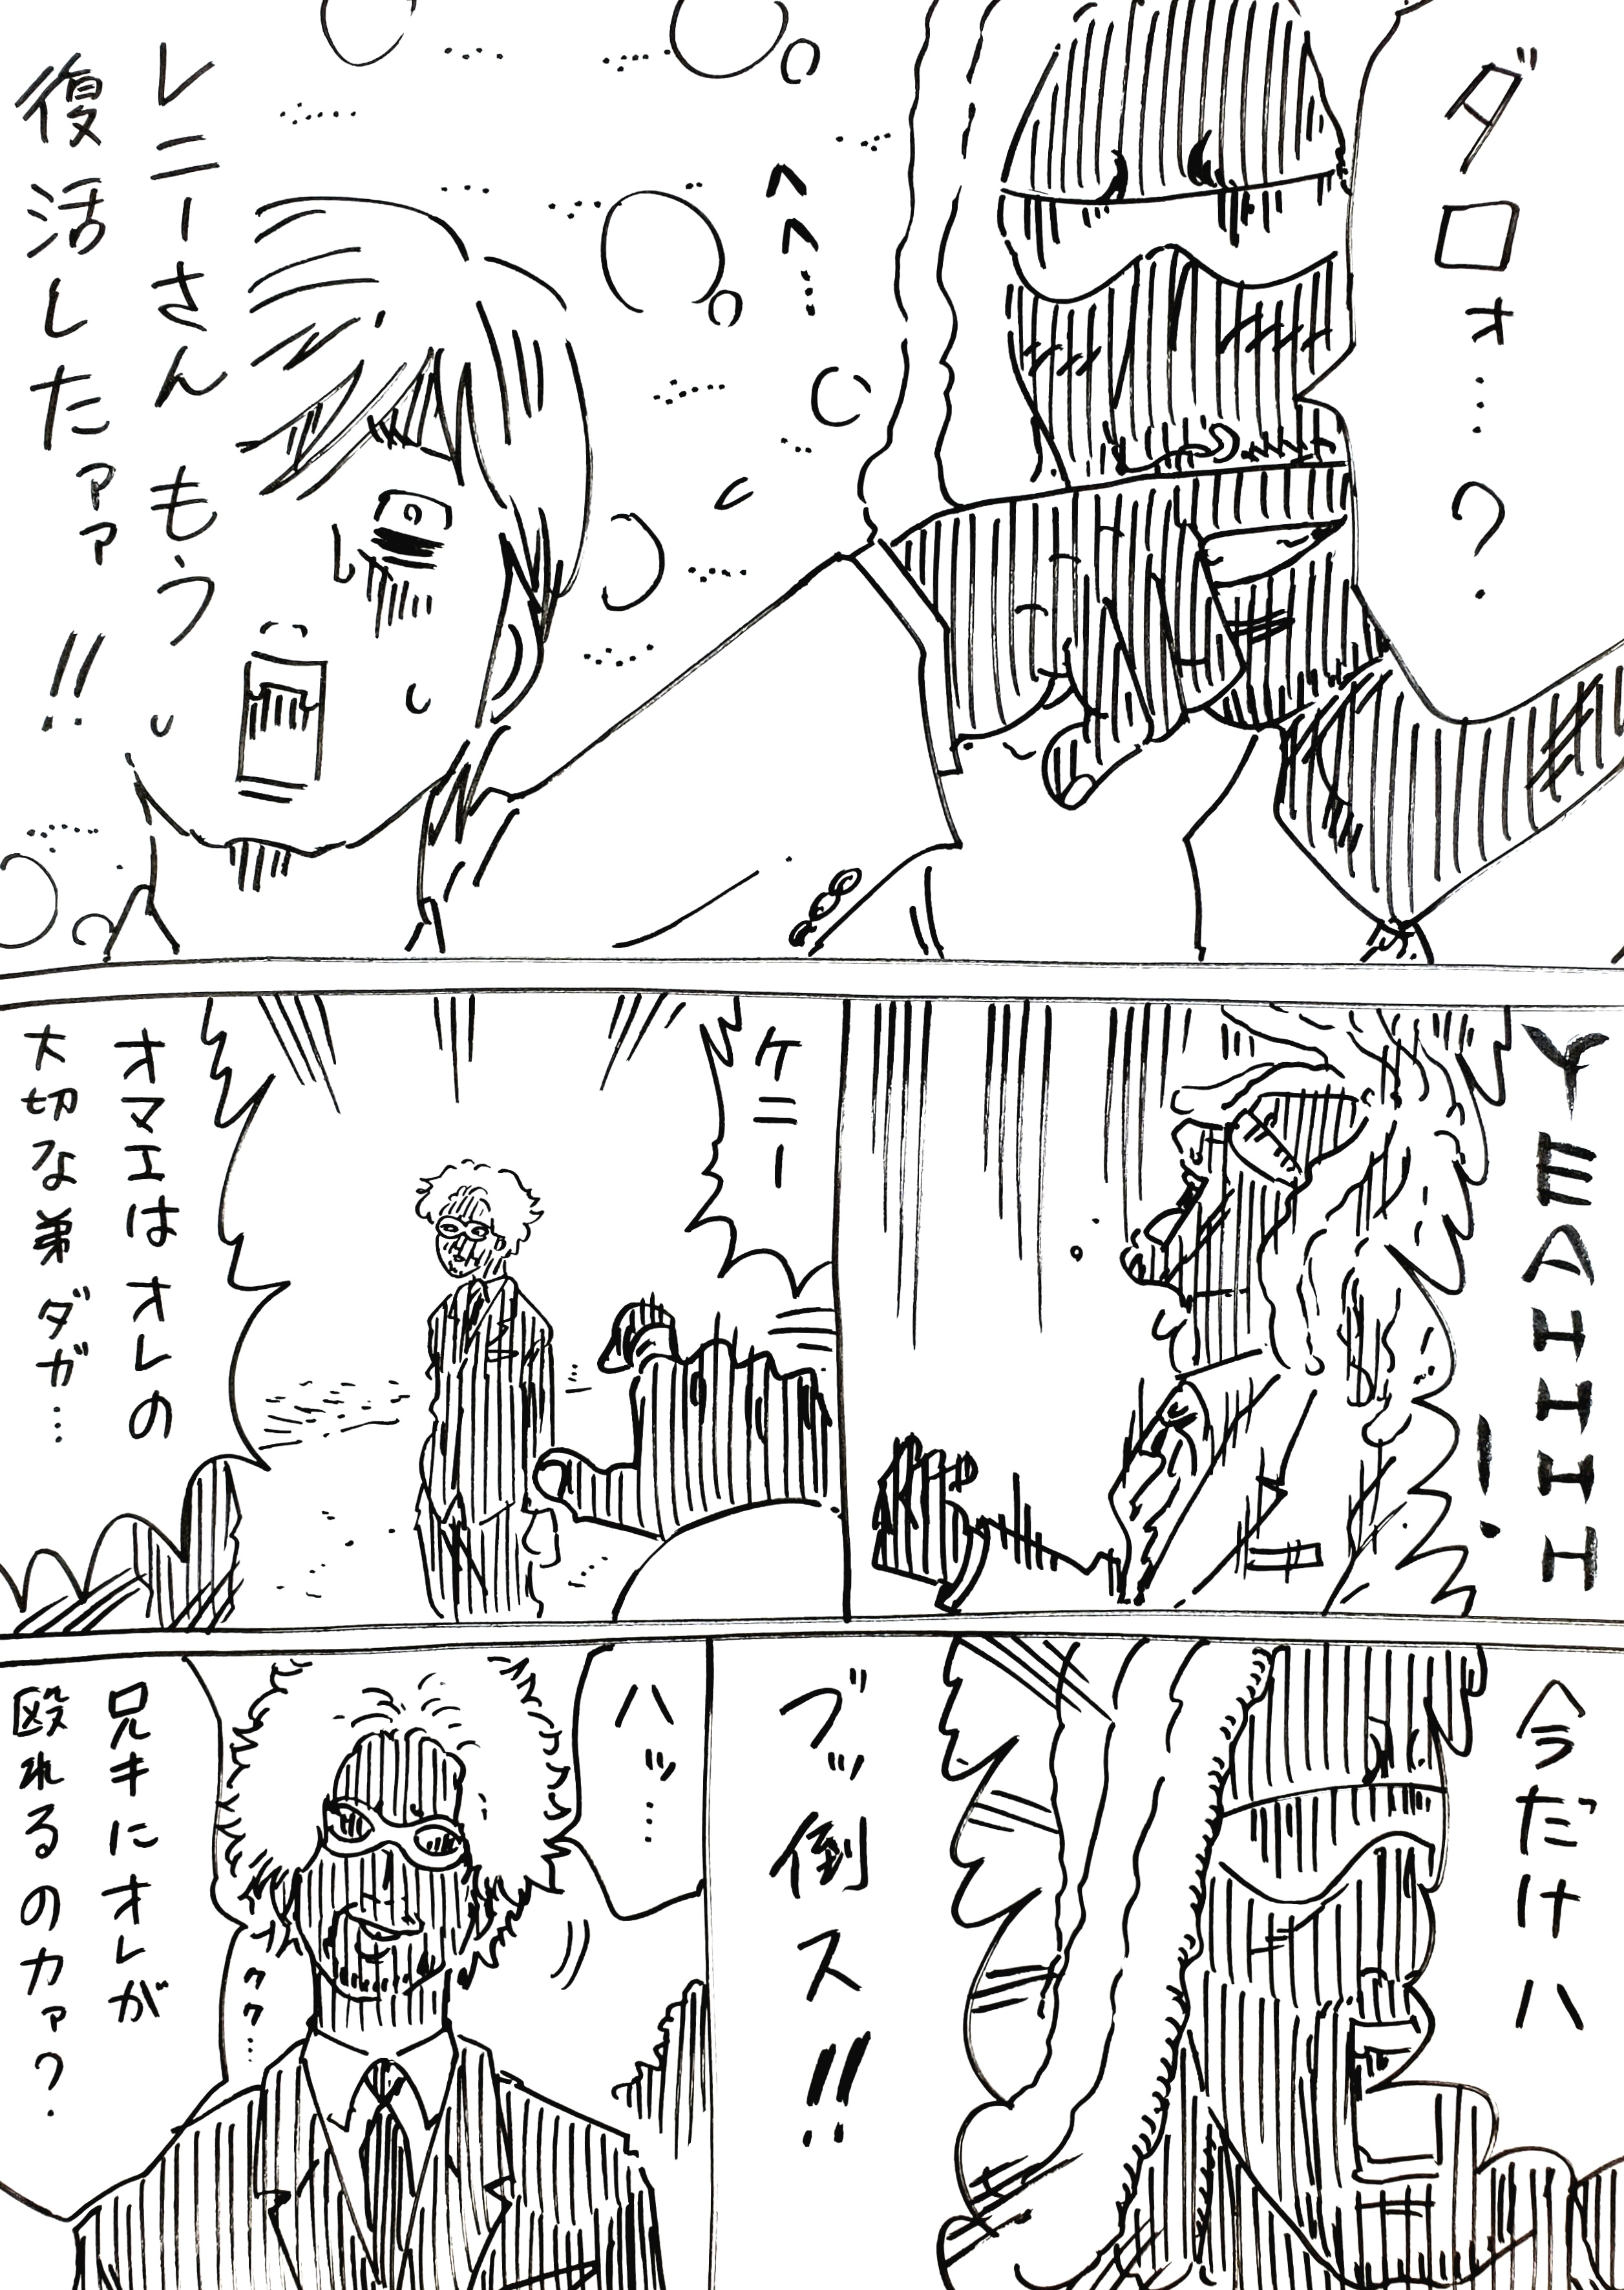 ダロォ…?
へへ…
レニーさんもう
復活したァァ!!
YEAHHHH!
ケニー
オマエはオレの
大切な弟ダガ…
今だけハ
ブッ倒ス!!
ハッ…
クク…
兄キにオレが
殴れるのカァ?